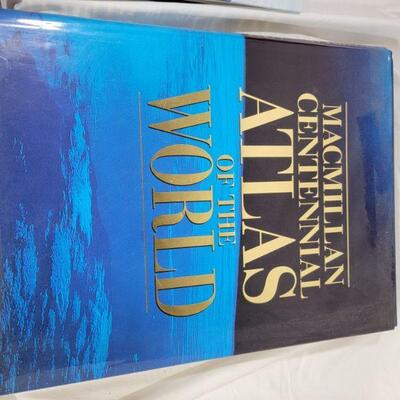 MACMILLAN
CENTENNIAL
ATLAS
OF THE
WORLD